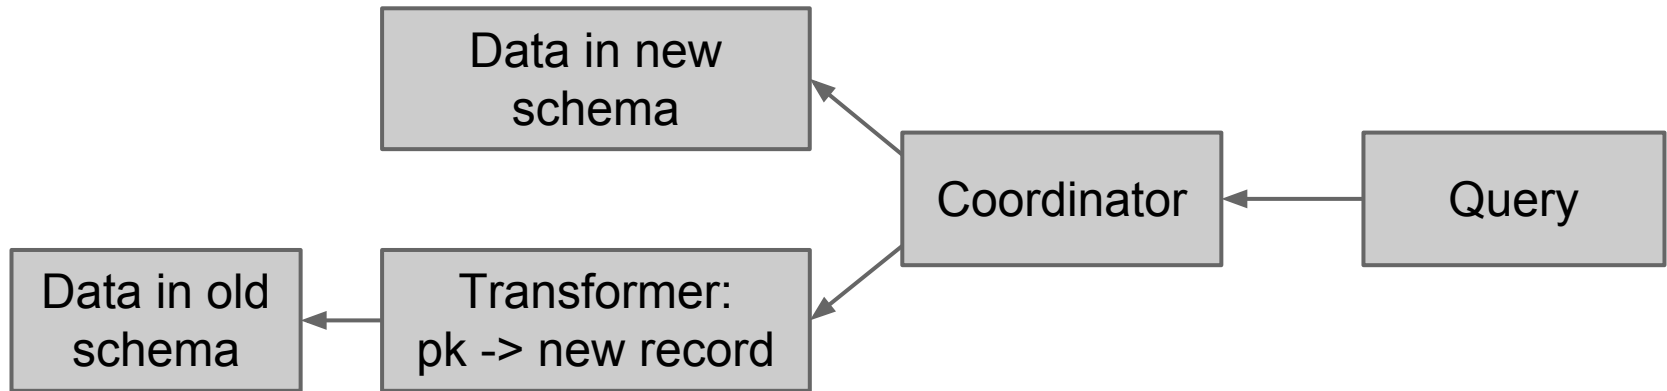 Data in new
schema
Coordinator
Query
Data in old
schema
Transformer:
pk -> new record